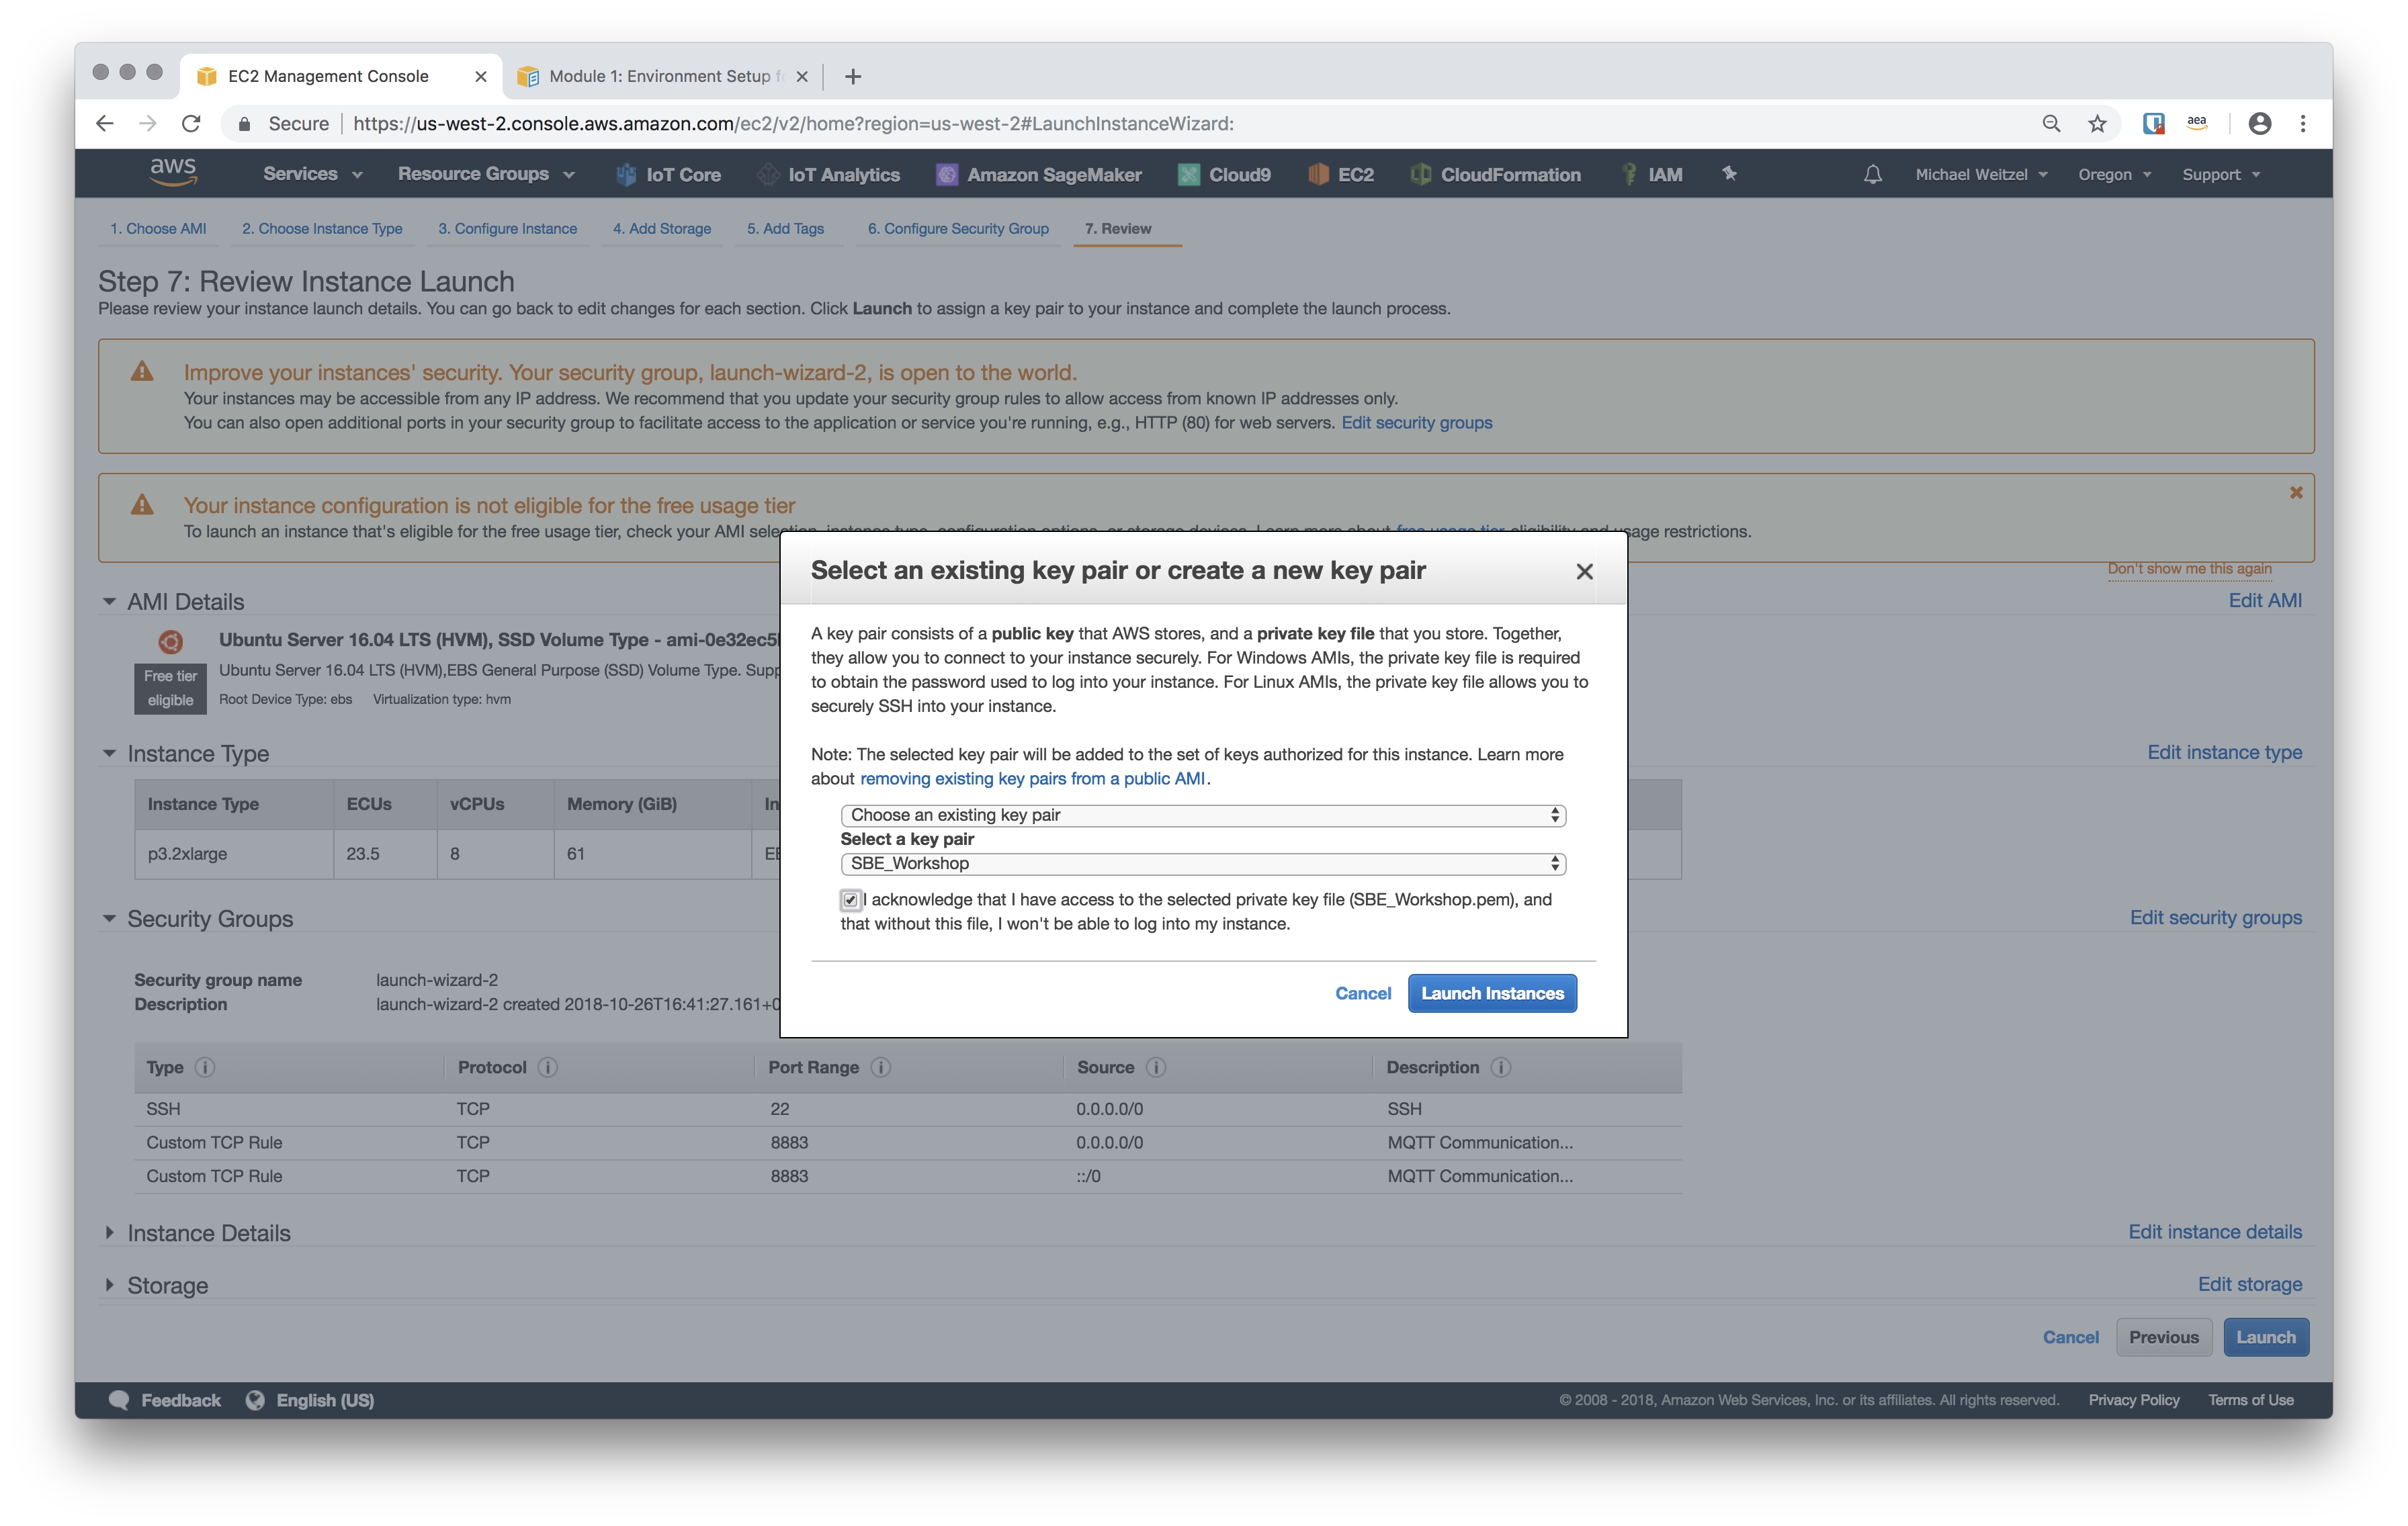 EC2 Management Console
Module 1: Environment Setup f
Secure
https://us-west-2.console.aws.amazon.com/ec2/v2/home?region=us-west-2#LaunchInstanceWizard:
aea
aws
Services
Resource Groups
IoT Core
IoT Analytics
Amazon SageMaker
Cloud9
EC2
CloudFormation
IAM
Michael Weitzel
Oregon
Support
1. Choose AMI
2. Choose Instance Type
3. Configure Instance
4. Add Storage
5. Add Tags
6. Configure Security Group
7. Review
Step 7: Review Instance Launch
Please review your instance launch details. You can go back to edit changes for each section. Click Launch to assign a key pair to your instance and complete the launch process.
Improve your instances' security. Your security group, launch-wizard-2, is open to the world.
Your instances may be accessible from any IP address. We recommend that you update your security group rules to allow access from known IP addresses only.
You can also open additional ports in your security group to facilitate access to the application or service you're running, e.g., HTTP (80) for web servers. Edit security groups
Your instance configuration is not eligible for the free usage tier
To launch an instance that's eligible for the free usage tier, check your AMI selection, instance type, configuration options, or storage devices. Learn more about free usage tier eligibility and usage restrictions.
Don't show me this again
AMI Details
Edit AMI
Ubuntu Server 16.04 LTS (HVM), SSD Volume Type - ami-0e32ec5
Free tier
eligible
Ubuntu Server 16.04 LTS (HVM),EBS General Purpose (SSD) Volume Type. Supp
Root Device Type: ebs Virtualization type: hvm
Instance Type
Edit instance type
Instance Type
ECUs
vCPUs
Memory (GiB)
In
p3.2xlarge
23.5
8
61
Security Groups
Edit security groups
Security group name
launch-wizard-2
Description
launch-wizard-2 created 2018-10-26T16:41:27.161+0
Type
Protocol
Port Range
Source
Description
SSH
TCP
22
0.0.0.0/0
SSH
Custom TCP Rule
TCP
8883
0.0.0.0/0
MQTT Communication...
Custom TCP Rule
TCP
8883
::/0
MQTT Communication...
Instance Details
Edit instance details
Storage
Edit storage
Cancel
Previous
Launch
Select an existing key pair or create a new key pair
A key pair consists of a public key that AWS stores, and a private key file that you store. Together,
they allow you to connect to your instance securely. For Windows AMIs, the private key file is required
to obtain the password used to log into your instance. For Linux AMIs, the private key file allows you to
securely SSH into your instance.
Note: The selected key pair will be added to the set of keys authorized for this instance. Learn more
about removing existing key pairs from a public AMI.
Choose an existing key pair
Select a key pair
SBE_Workshop
I acknowledge that I have access to the selected private key file (SBE_Workshop.pem), and
that without this file, I won't be able to log into my instance.
Cancel
Launch Instances
Feedback
English (US)
© 2008 - 2018, Amazon Web Services, Inc. or its affiliates. All rights reserved.
Privacy Policy
Terms of Use